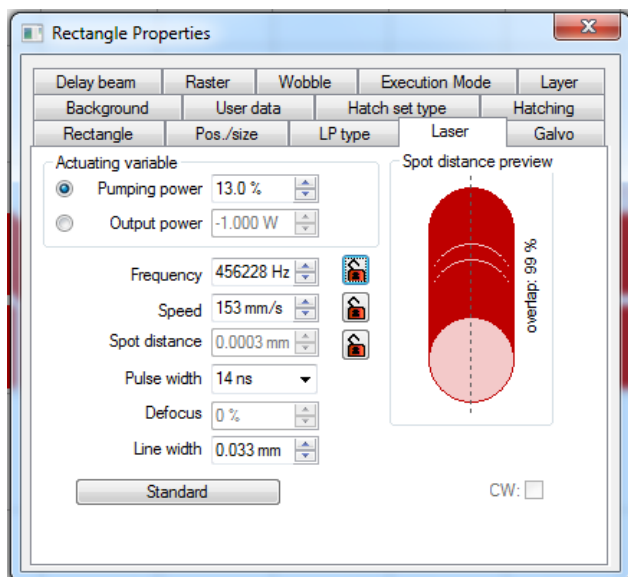 Rectangle Properties
Delay beam Raster Wobble Execution Mode Layer
Background User data Hatch set type Hatching
Rectangle Pos./size LP type Laser Galvo
Actuating variable Spot distance preview
Pumping power 13.0 %
Output power -1.000 W
Frequency 456228 Hz
Speed 153 mm/s
Spot distance 0.0003 mm
Pulse width 14 ns
Defocus 0 %
Line width 0.033 mm
overlap: 99 %
Standard CW: